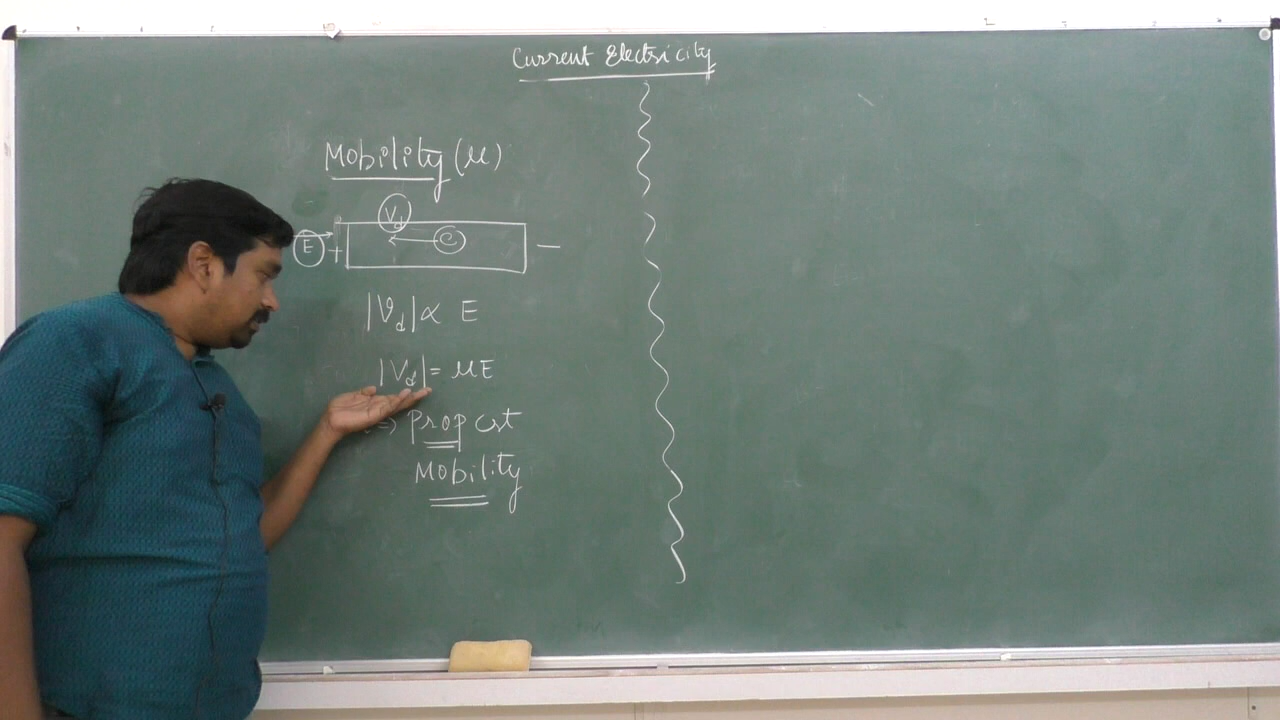 Current Electricity
Mobility (μ)
Vd
E + e −
|Vd| ∝ E
|Vd| = μE
⇒ Prop cst
Mobility